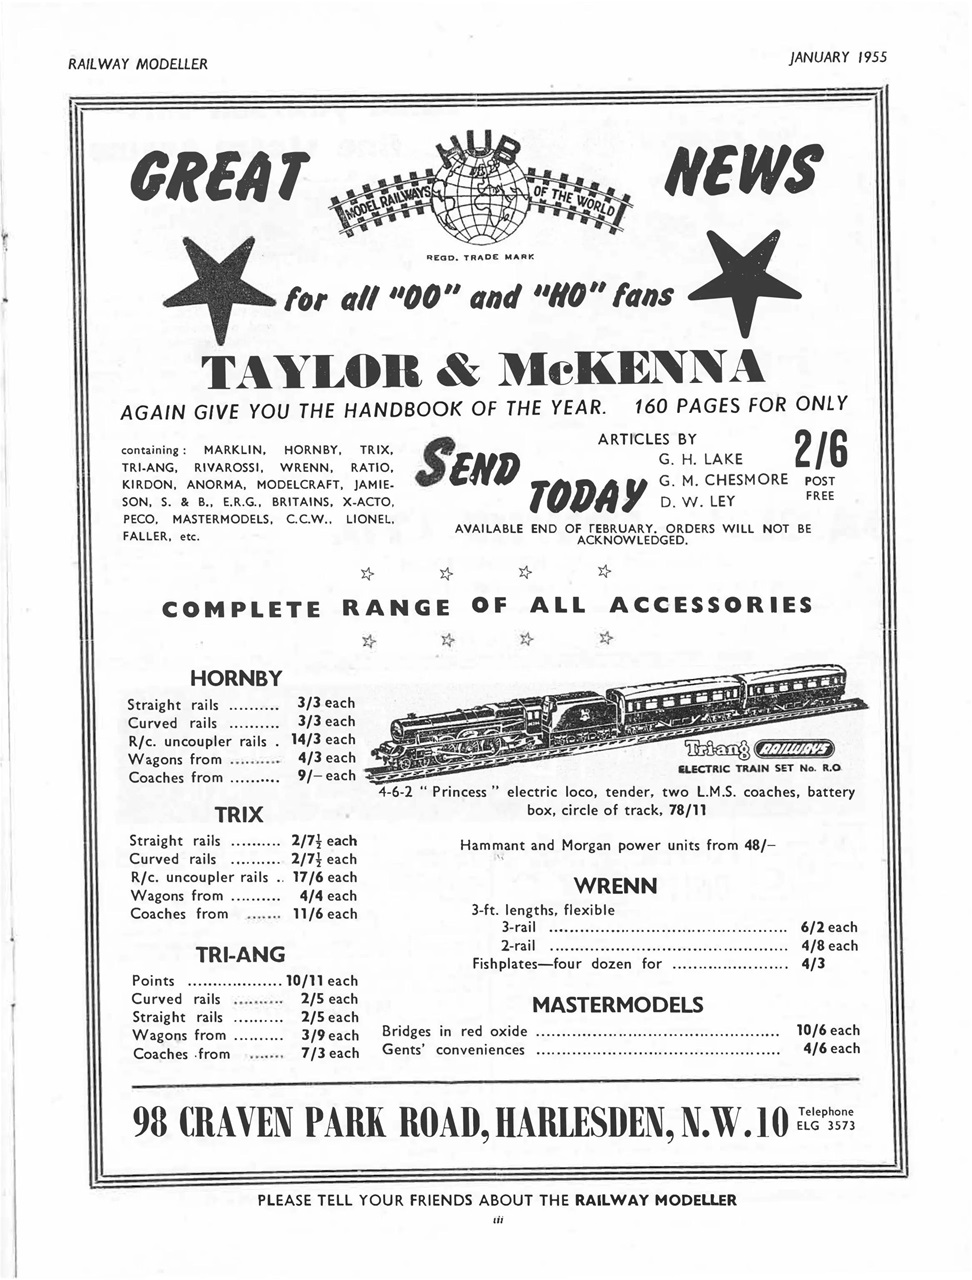 RAILWAY MODELLER
JANUARY 1955
GREAT
HUB
MODEL RAILWAYS
OF THE WORLD
REGD. TRADE MARK
NEWS
for all "OO" and "HO" fans
TAYLOR & McKENNA
AGAIN GIVE YOU THE HANDBOOK OF THE YEAR. 160 PAGES FOR ONLY
containing: MARKLIN, HORNBY, TRIX,
TRI-ANG, RIVAROSSI, WRENN, RATIO,
KIRDON, ANORMA, MODELCRAFT, JAMIE-
SON, S. & B., E.R.G., BRITAINS, X-ACTO,
PECO, MASTERMODELS, C.C.W., LIONEL,
FALLER, etc.
SEND
TODAY
ARTICLES BY
G. H. LAKE
G. M. CHESMORE
D. W. LEY
2/6
POST
FREE
AVAILABLE END OF FEBRUARY. ORDERS WILL NOT BE
ACKNOWLEDGED.
COMPLETE RANGE OF ALL ACCESSORIES
HORNBY
Straight rails .......... 3/3 each
Curved rails .......... 3/3 each
R/c. uncoupler rails . 14/3 each
Wagons from .......... 4/3 each
Coaches from .......... 9/– each
TRIX
Straight rails .......... 2/7½ each
Curved rails .......... 2/7½ each
R/c. uncoupler rails .. 17/6 each
Wagons from .......... 4/4 each
Coaches from ....... 11/6 each
TRI-ANG
Points ................... 10/11 each
Curved rails .......... 2/5 each
Straight rails .......... 2/5 each
Wagons from .......... 3/9 each
Coaches from ....... 7/3 each
Tri-ang RAILWAYS
ELECTRIC TRAIN SET No. R.O
4-6-2 "Princess" electric loco, tender, two L.M.S. coaches, battery
box, circle of track, 78/11
Hammant and Morgan power units from 48/–
WRENN
3-ft. lengths, flexible
3-rail ............................................... 6/2 each
2-rail ............................................... 4/8 each
Fishplates—four dozen for ....................... 4/3
MASTERMODELS
Bridges in red oxide ................................................ 10/6 each
Gents' conveniences ................................................ 4/6 each
98 CRAVEN PARK ROAD, HARLESDEN, N.W.10
Telephone
ELG 3573
PLEASE TELL YOUR FRIENDS ABOUT THE RAILWAY MODELLER
iii